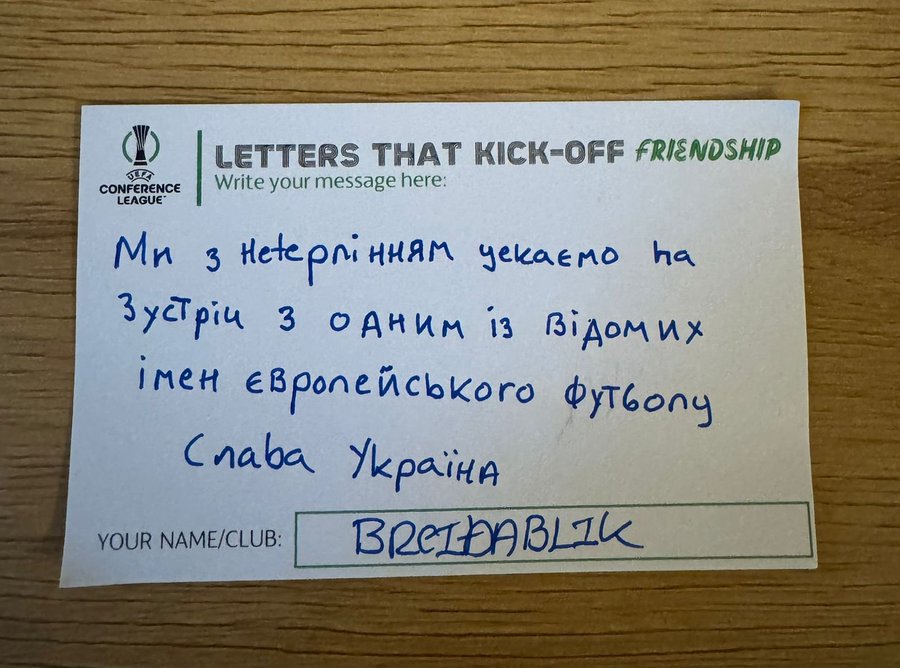 UEFA
CONFERENCE
LEAGUE
LETTERS THAT KICK-OFF FRIENDSHIP
Write your message here:
Ми з нетерпінням чекаємо на
Зустріч з одним із відомих
імен європейського футболу
Слава Україна
YOUR NAME/CLUB: BREIÐABLIK